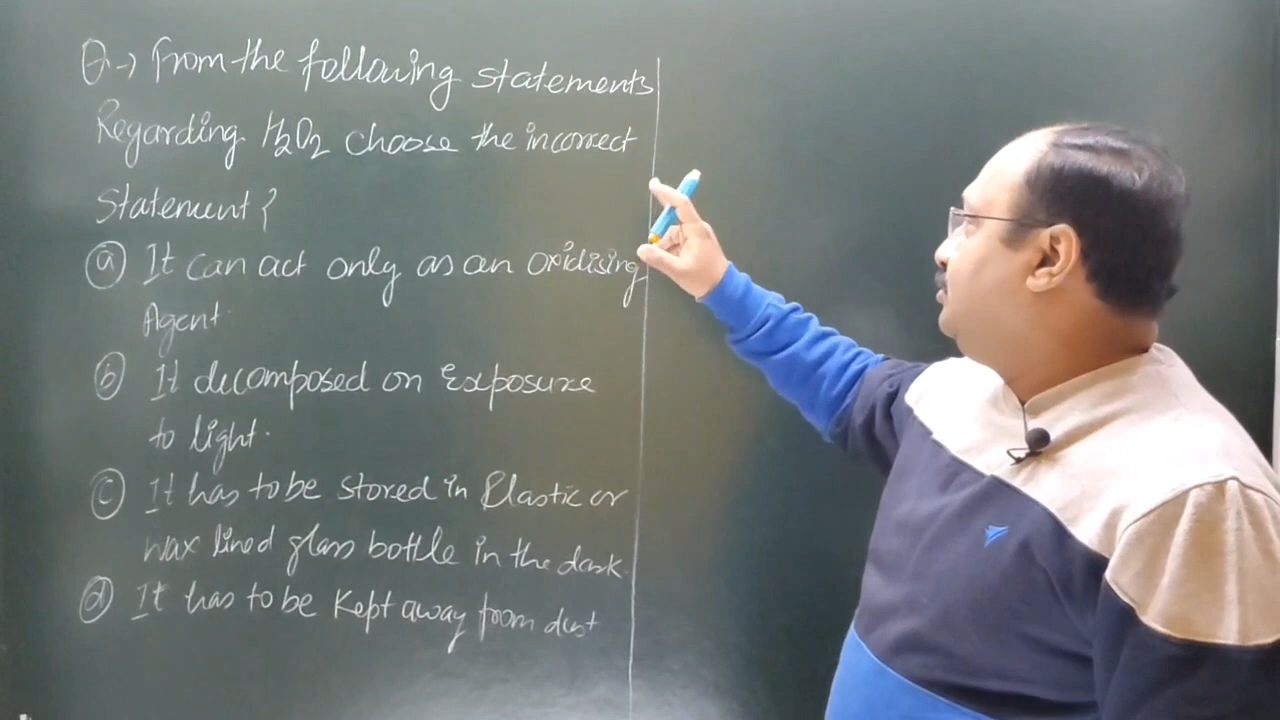 Q → From the following statements
Regarding H2O2 choose the incorrect
Statement ?
(a) It can act only as an oxidising
Agent.
(b) It decomposed on Exposure
to light.
(c) It has to be stored in Plastic or
wax lined glass bottle in the dark.
(d) It has to be Kept away from dust